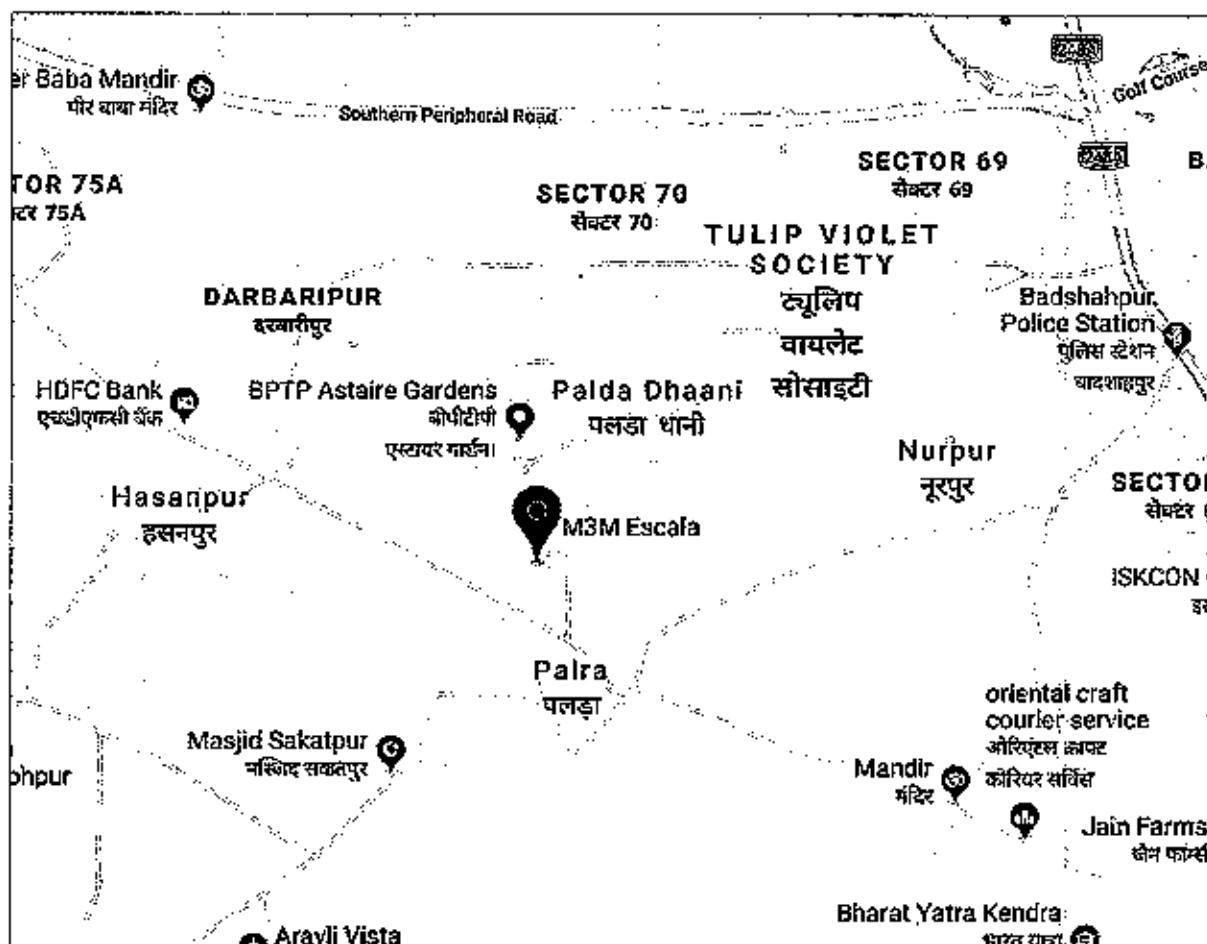 er Baba Mandir
पीर बाबा मंदिर
Southern Peripheral Road
Golf Course
TOR 75A
क्टर 75A
SECTOR 70
सेक्टर 70
SECTOR 69
सेक्टर 69
TULIP VIOLET
SOCIETY
ट्यूलिप
वायलेट
सोसाइटी
DARBARIPUR
दरबारीपुर
Badshahpur
Police Station
पुलिस स्टेशन
बादशाहपुर
HDFC Bank
एचडीएफसी बैंक
BPTP Astaire Gardens
बीपीटीपी
एस्टायर गार्डन।
Palda Dhaani
पलडा धानी
Nurpur
नूरपुर
Hasanpur
हसनपुर
M3M Escala
SECTOR
सेक्टर
ISKCON
Palra
पलड़ा
oriental craft
courier service
ओरिएंटल क्राफ्ट
कोरियर सर्विस
Masjid Sakatpur
मस्जिद सकतपुर
ohpur
Mandir
मंदिर
Jain Farms
जैन फार्म्स
Bharat Yatra Kendra
भारत यात्रा
Aravli Vista